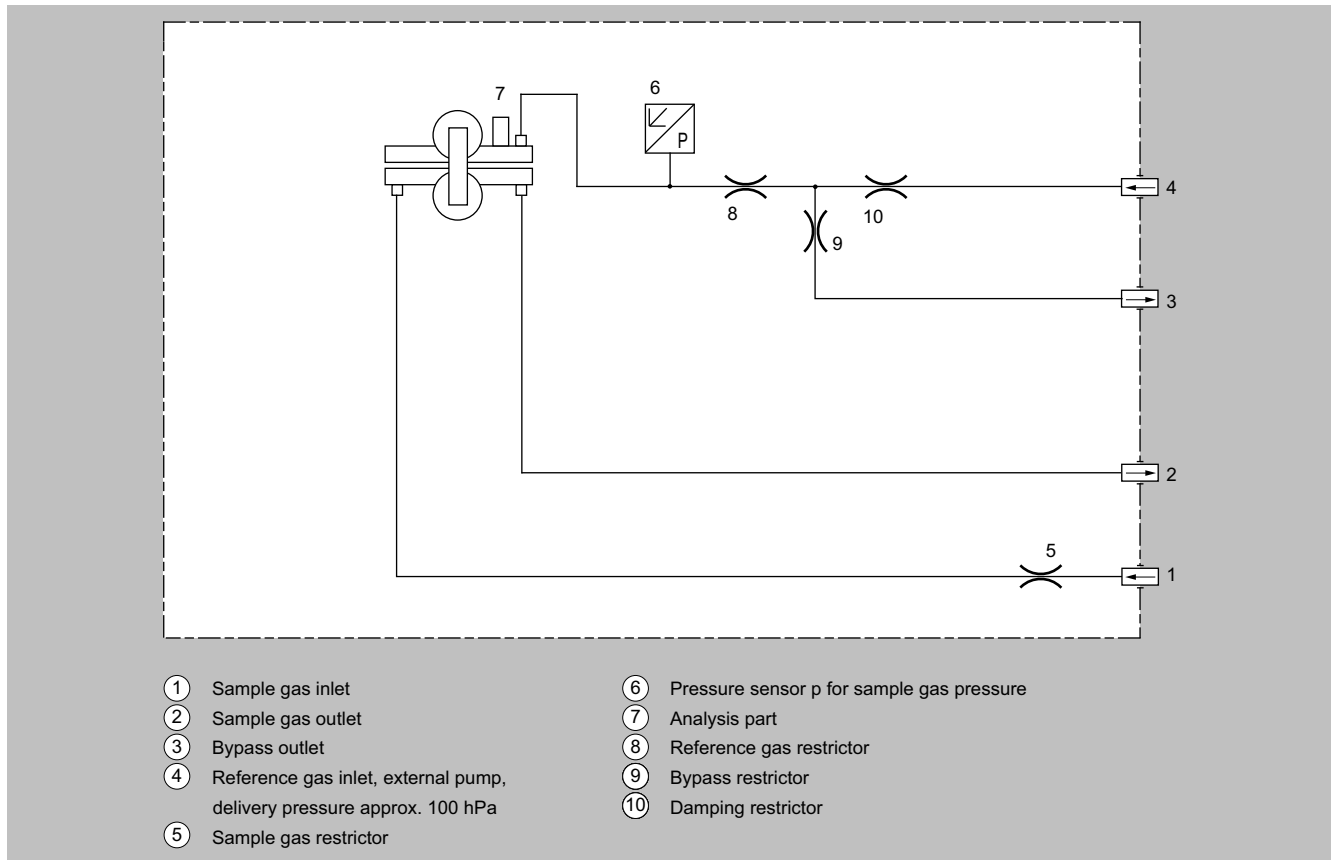 7
6
P
4
8
10
9
3
2
5
1
1 Sample gas inlet
2 Sample gas outlet
3 Bypass outlet
4 Reference gas inlet, external pump,
delivery pressure approx. 100 hPa
5 Sample gas restrictor
6 Pressure sensor p for sample gas pressure
7 Analysis part
8 Reference gas restrictor
9 Bypass restrictor
10 Damping restrictor